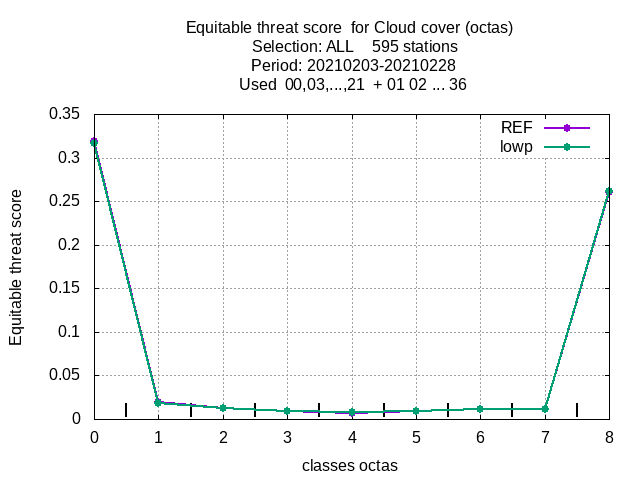 Equitable threat score  for Cloud cover (octas)
Selection: ALL    595 stations
Period: 20210203-20210228
Used  00,03,...,21  + 01 02 ... 36
REF
lowp
Equitable threat score
0.35
0.3
0.25
0.2
0.15
0.1
0.05
0
0 1 2 3 4 5 6 7 8
classes octas